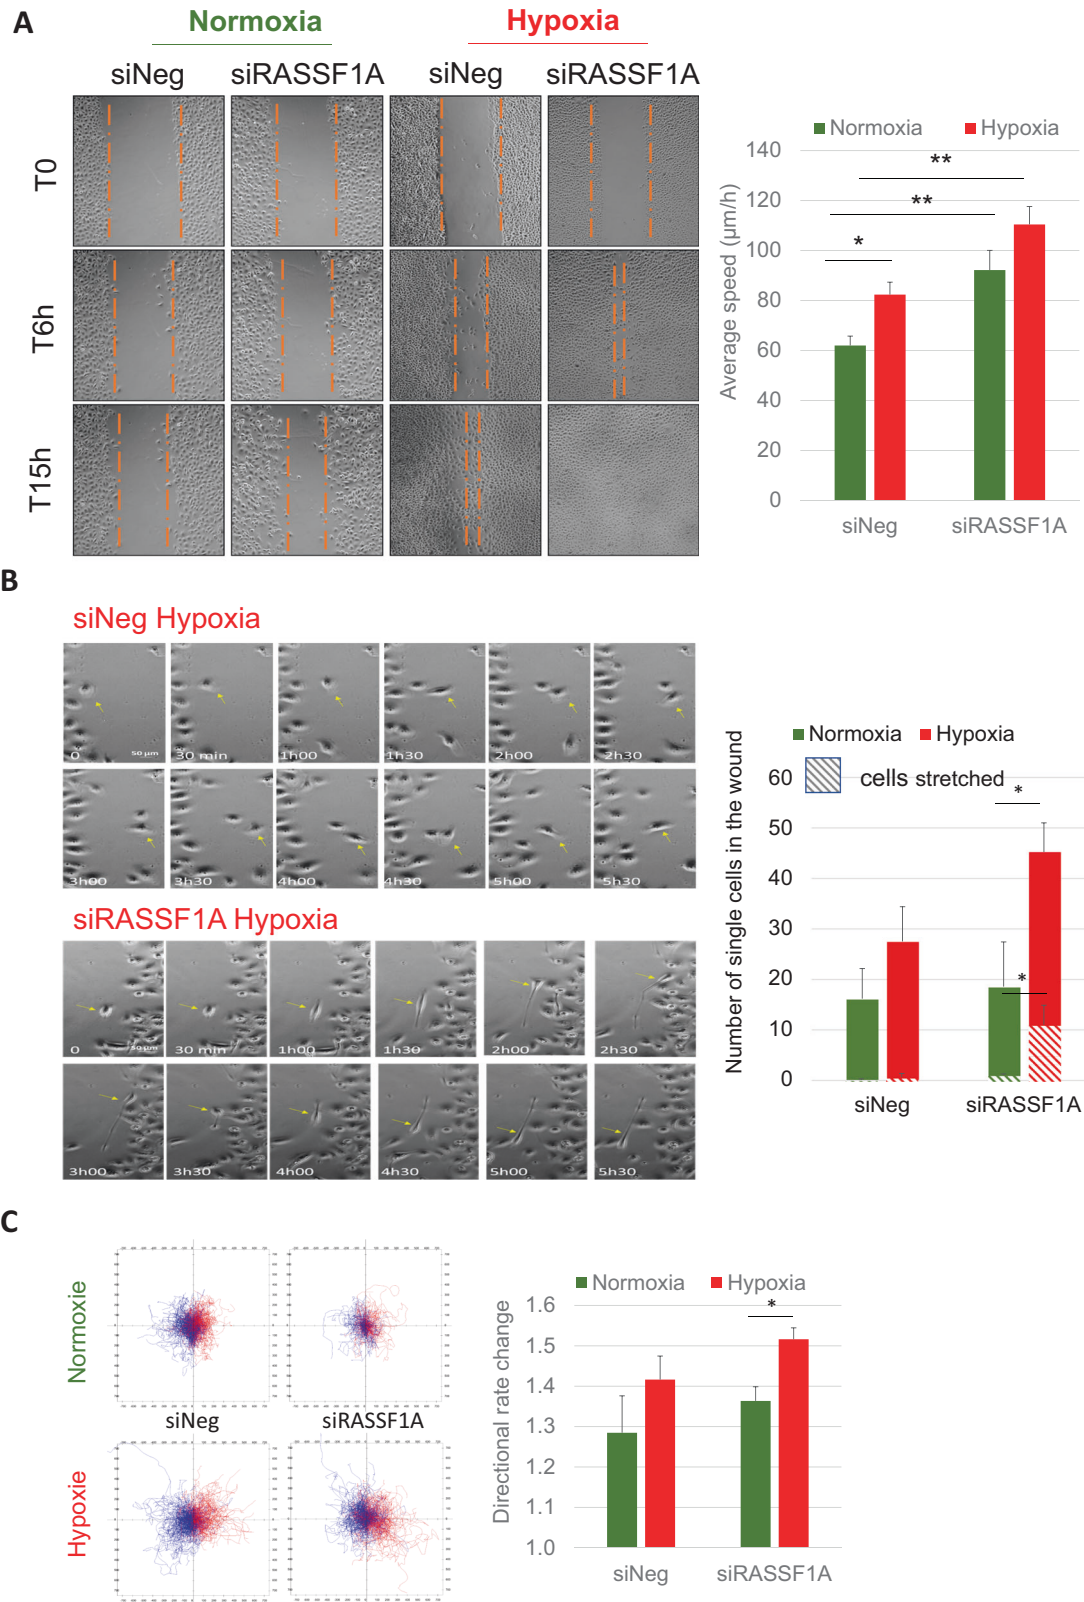 A
Normoxia
Hypoxia
siNeg
siRASSF1A
siNeg
siRASSF1A
T0
T6h
T15h
Normoxia
Hypoxia
Average speed (µm/h)
140
120
100
80
60
40
20
0
**
**
*
siNeg
siRASSF1A
B
siNeg Hypoxia
0
50 µm
30 min
1h00
1h30
2h00
2h30
3h00
3h30
4h00
4h30
5h00
5h30
siRASSF1A Hypoxia
0
50 µm
30 min
1h00
1h30
2h00
2h30
3h00
3h30
4h00
4h30
5h00
5h30
Normoxia
Hypoxia
cells stretched
Number of single cells in the wound
60
50
40
30
20
10
0
*
*
siNeg
siRASSF1A
C
Normoxie
siNeg
siRASSF1A
Hypoxie
Normoxia
Hypoxia
Directional rate change
1.6
1.5
1.4
1.3
1.2
1.1
1.0
*
siNeg
siRASSF1A